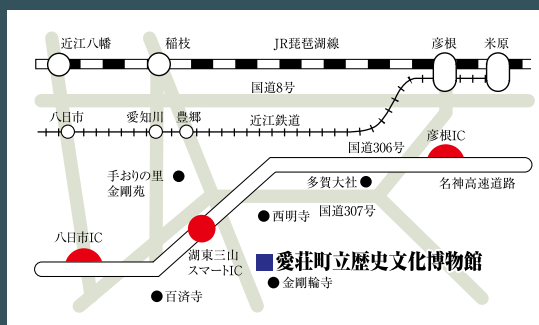 近江八幡
稲枝
JR琵琶湖線
彦根
米原
国道8号
八日市
愛知川
豊郷
近江鉄道
彦根IC
国道306号
手おりの里
金剛苑
多賀大社
名神高速道路
西明寺
国道307号
八日市IC
湖東三山
スマートIC
愛荘町立歴史文化博物館
金剛輪寺
百済寺